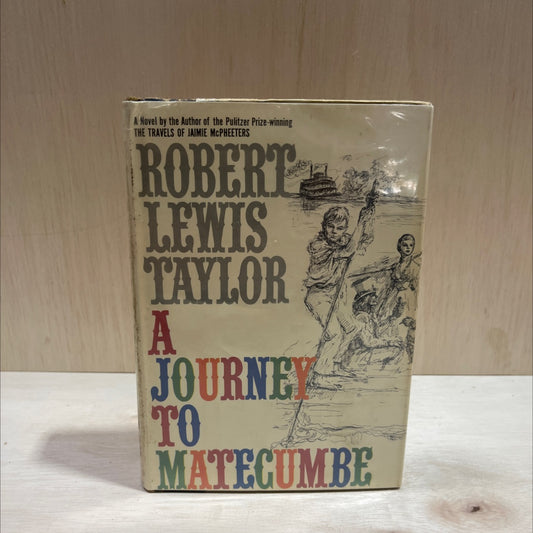 A Novel by the Author of the Pulitzer Prize-winning
THE TRAVELS OF JAIMIE McPHEETERS
ROBERT
LEWIS
TAYLOR
A
JOURNEY
TO
MATECUMBE